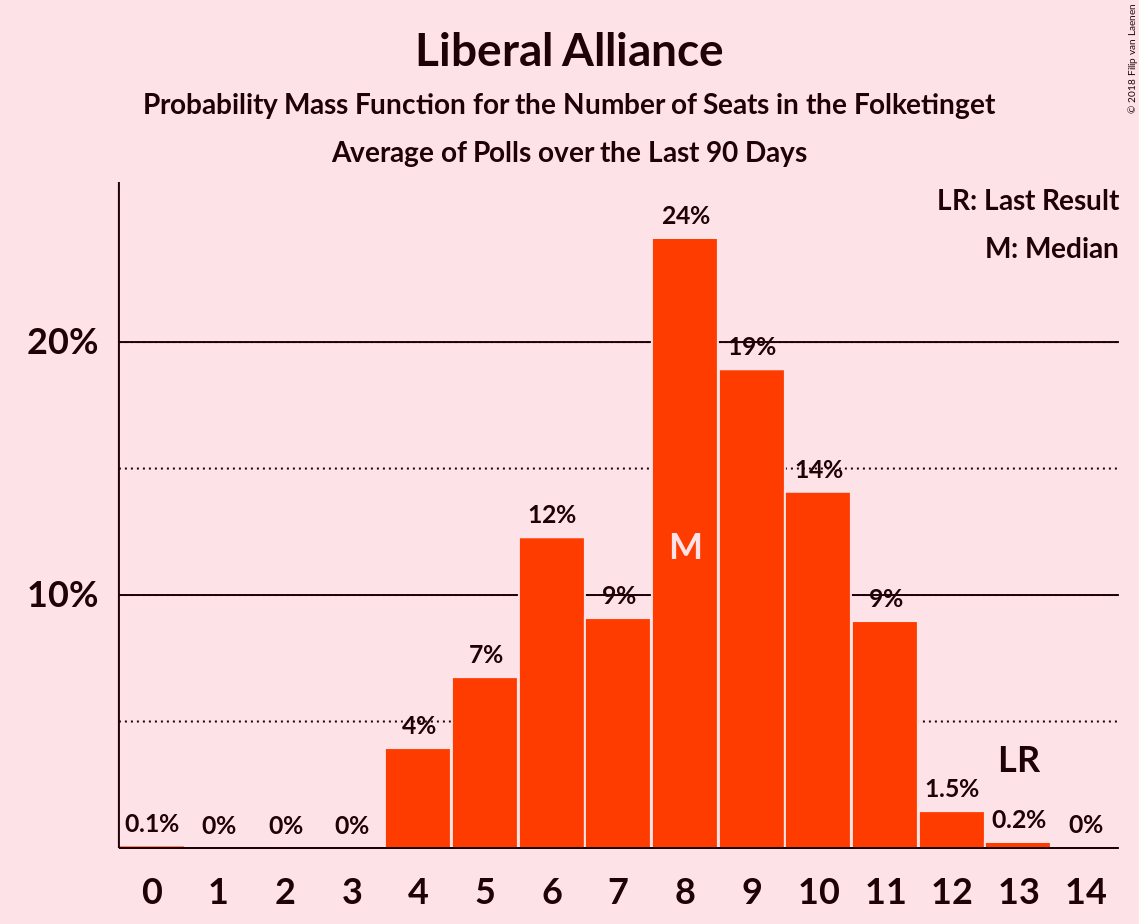 Liberal Alliance
Probability Mass Function for the Number of Seats in the Folketinget
Average of Polls over the Last 90 Days
© 2018 Filip van Laenen
LR: Last Result
M: Median
20%
10%
0.1%
0%
0%
0%
4%
7%
12%
9%
24%
19%
14%
9%
1.5%
0.2%
0%
M
LR
0 1 2 3 4 5 6 7 8 9 10 11 12 13 14